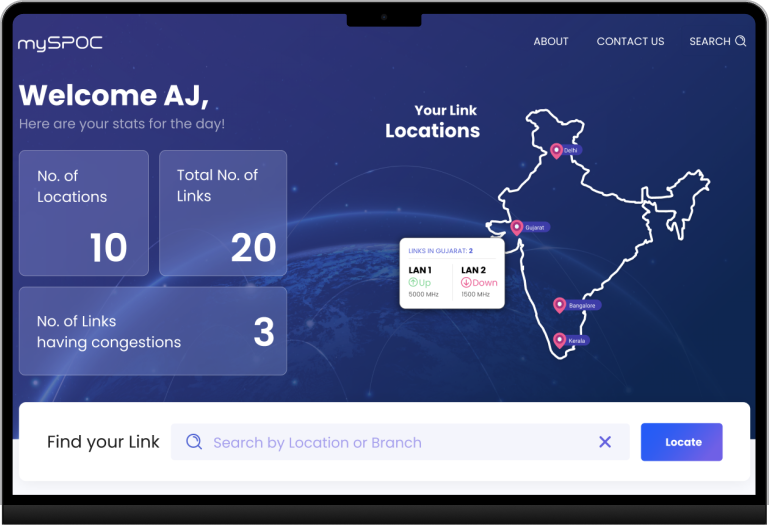 mySPOC
ABOUT
CONTACT US
SEARCH
Welcome AJ,
Here are your stats for the day!
No. of
Locations
10
Total No. of
Links
20
No. of Links
having congestions
3
Your Link
Locations
Delhi
Gujarat
LINKS IN GUJARAT: 2
LAN 1
Up
5000 MHz
LAN 2
Down
1500 MHz
Bangalore
Kerala
Find your Link
Search by Location or Branch
Locate